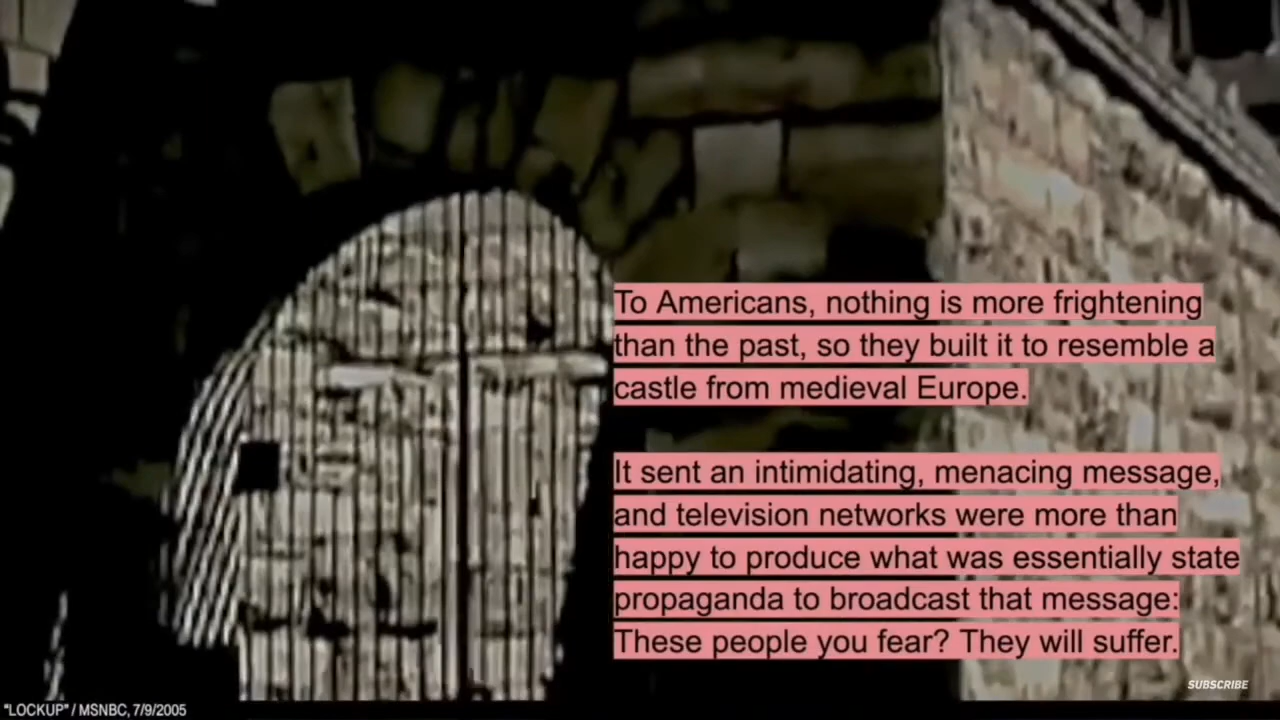 To Americans, nothing is more frightening
than the past, so they built it to resemble a
castle from medieval Europe.
It sent an intimidating, menacing message,
and television networks were more than
happy to produce what was essentially state
propaganda to broadcast that message:
These people you fear? They will suffer.
SUBSCRIBE
"LOCKUP" / MSNBC, 7/9/2005